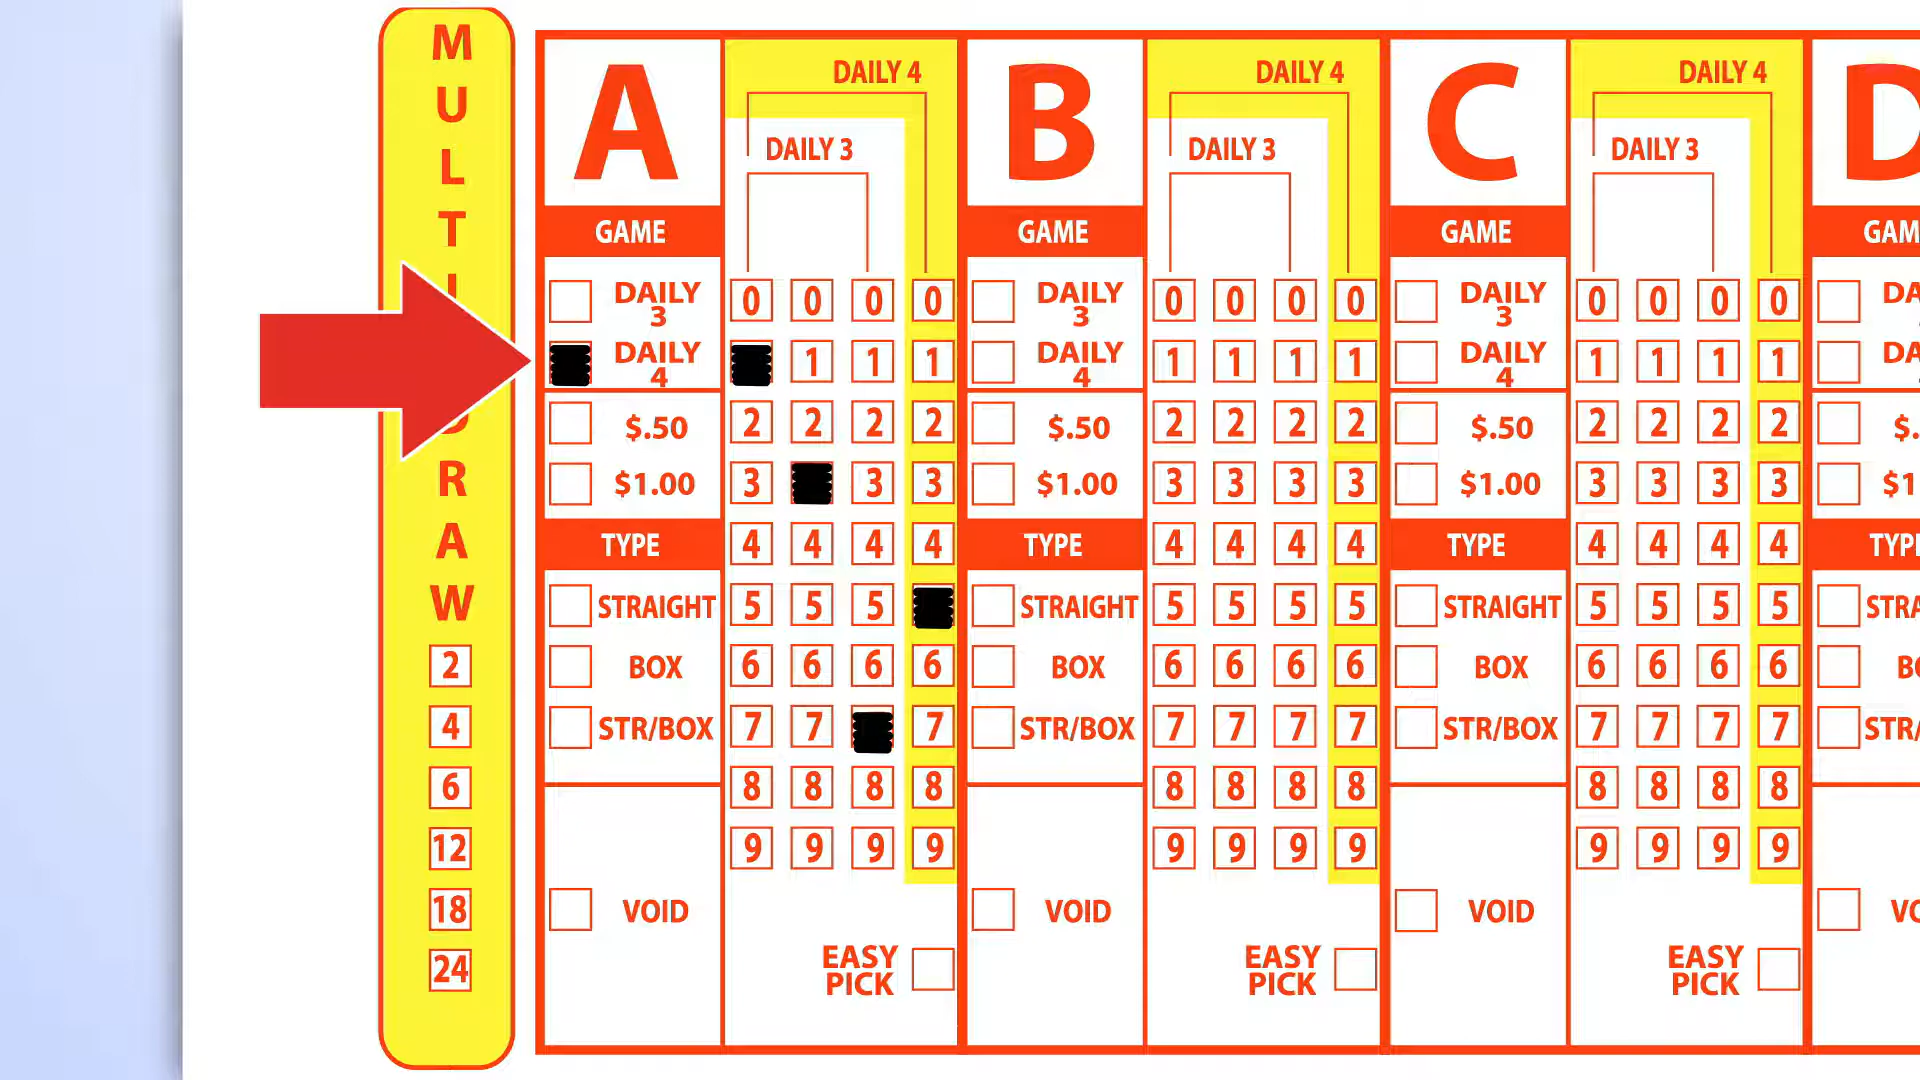 M
U
L
T
I
D
R
A
W
2
4
6
12
18
24
A
DAILY 4
DAILY 3
GAME
DAILY 3
DAILY 4
$.50
$1.00
TYPE
STRAIGHT
BOX
STR/BOX
VOID
0 0 0 0
1 1 1
2 2 2 2
3 3 3
4 4 4 4
5 5 5
6 6 6 6
7 7 7
8 8 8 8
9 9 9 9
EASY
PICK
B
DAILY 4
DAILY 3
GAME
DAILY 3
DAILY 4
$.50
$1.00
TYPE
STRAIGHT
BOX
STR/BOX
VOID
0 0 0 0
1 1 1 1
2 2 2 2
3 3 3 3
4 4 4 4
5 5 5 5
6 6 6 6
7 7 7 7
8 8 8 8
9 9 9 9
EASY
PICK
C
DAILY 4
DAILY 3
GAME
DAILY 3
DAILY 4
$.50
$1.00
TYPE
STRAIGHT
BOX
STR/BOX
VOID
0 0 0 0
1 1 1 1
2 2 2 2
3 3 3 3
4 4 4 4
5 5 5 5
6 6 6 6
7 7 7 7
8 8 8 8
9 9 9 9
EASY
PICK
D